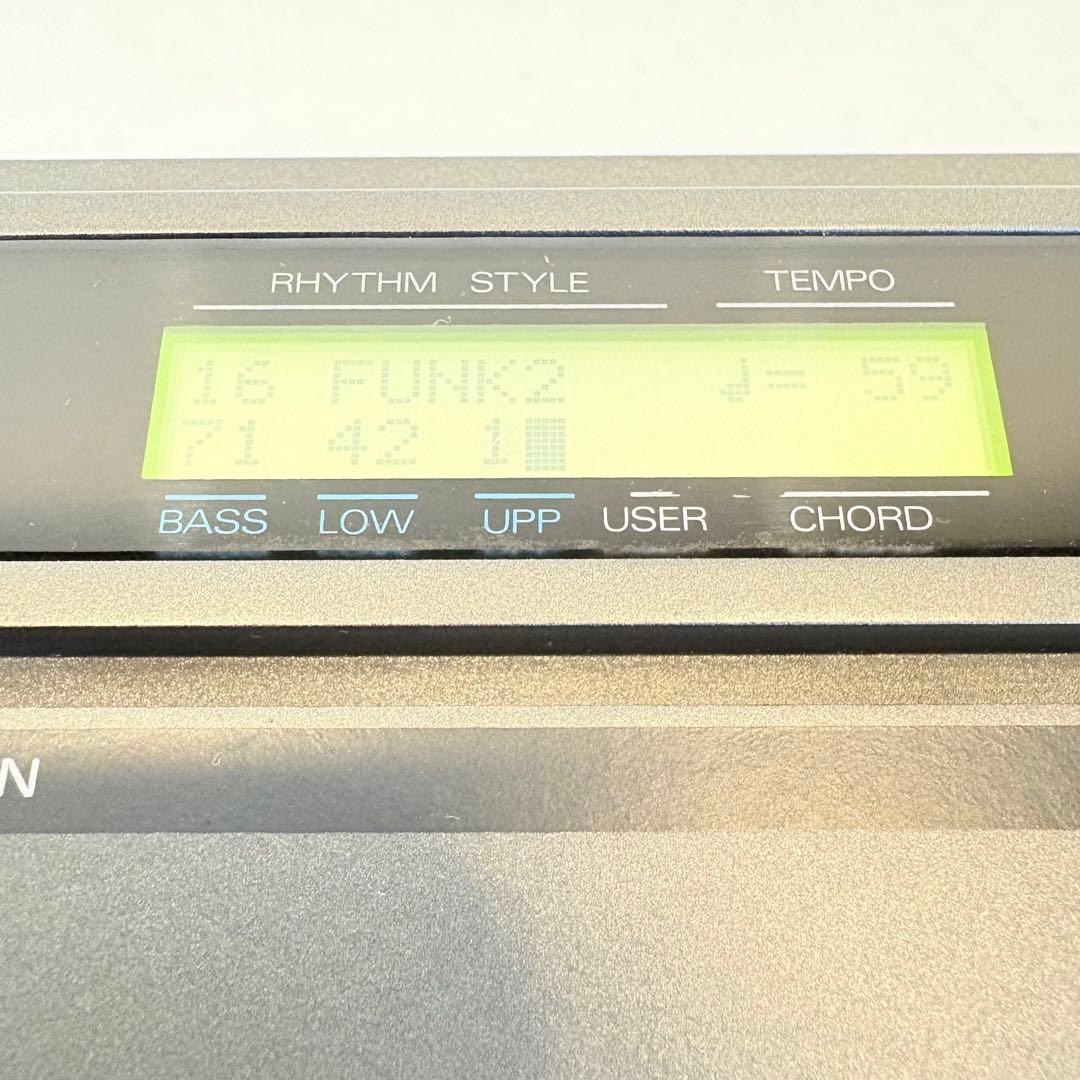 RHYTHM STYLE TEMPO
16 FUNK2 ♩= 59
71 42 1█
BASS LOW UPP USER CHORD
N